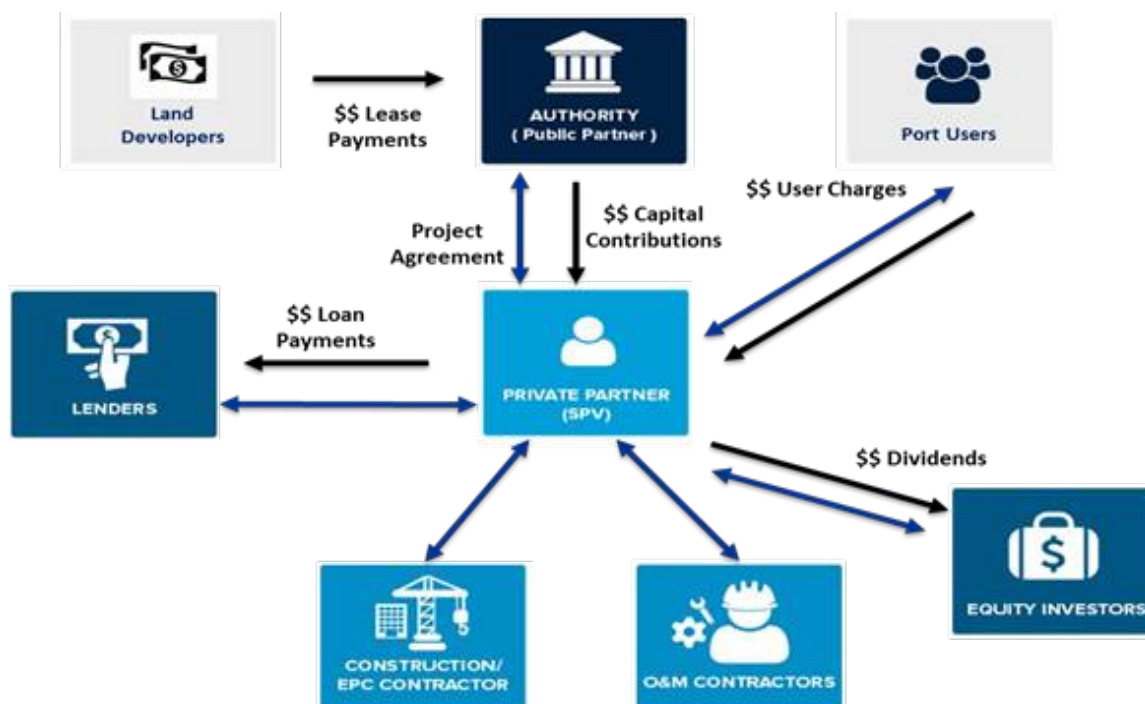 Land
Developers
$$ Lease
Payments
AUTHORITY
( Public Partner )
Port Users
$$ User Charges
Project
Agreement
$$ Capital
Contributions
$$ Loan
Payments
LENDERS
PRIVATE PARTNER
(SPV)
$$ Dividends
$
EQUITY INVESTORS
CONSTRUCTION/
EPC CONTRACTOR
O&M CONTRACTORS